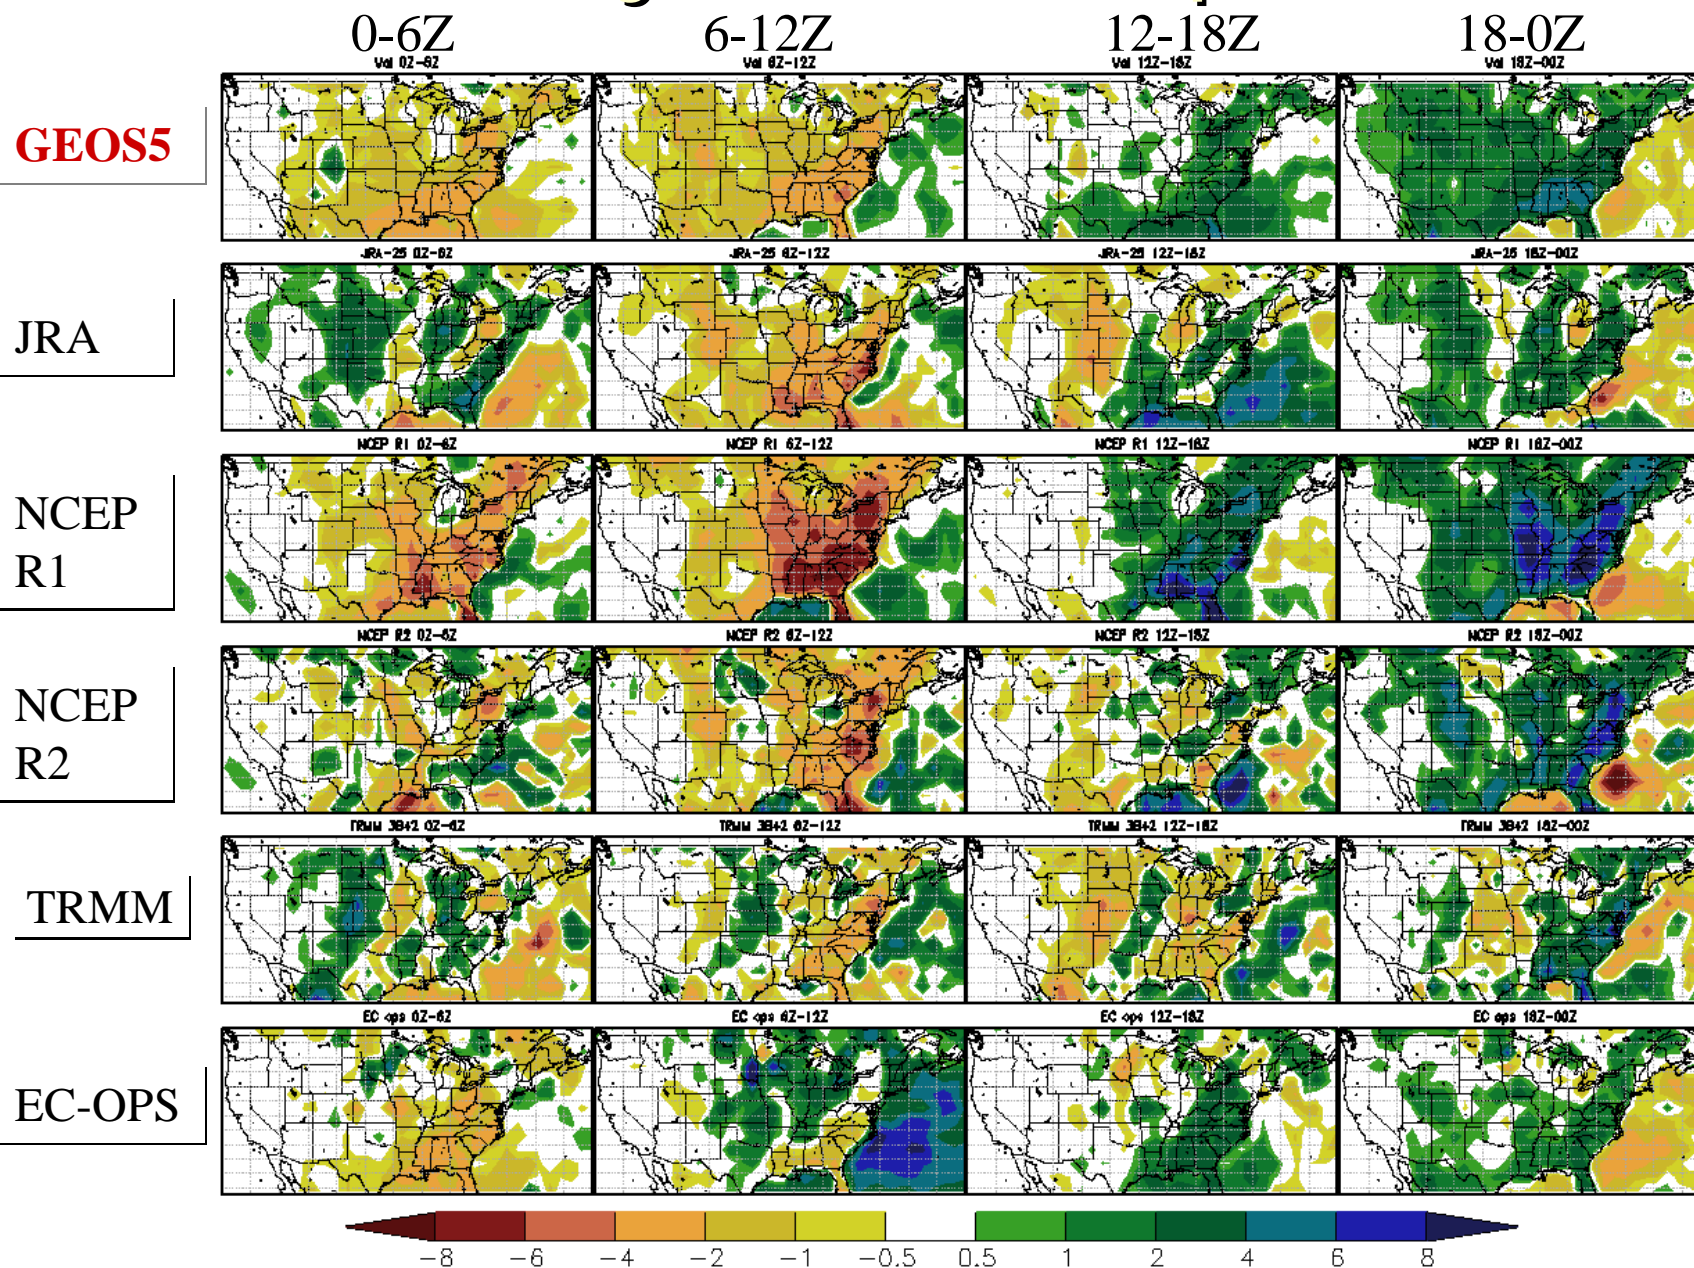 0-6Z 6-12Z 12-18Z 18-0Z
Val 0Z-6Z Val 6Z-12Z Val 12Z-18Z Val 18Z-00Z
GEOS5
JRA-25 0Z-6Z JRA-25 6Z-12Z JRA-25 12Z-18Z JRA-25 18Z-00Z
JRA
NCEP R1 0Z-6Z NCEP R1 6Z-12Z NCEP R1 12Z-18Z NCEP R1 18Z-00Z
NCEP
R1
NCEP R2 0Z-6Z NCEP R2 6Z-12Z NCEP R2 12Z-18Z NCEP R2 18Z-00Z
NCEP
R2
TRMM 3B42 0Z-6Z TRMM 3B42 6Z-12Z TRMM 3B42 12Z-18Z TRMM 3B42 18Z-00Z
TRMM
EC ops 0Z-6Z EC ops 6Z-12Z EC ops 12Z-18Z EC ops 18Z-00Z
EC-OPS
-8 -6 -4 -2 -1 -0.5 0.5 1 2 4 6 8